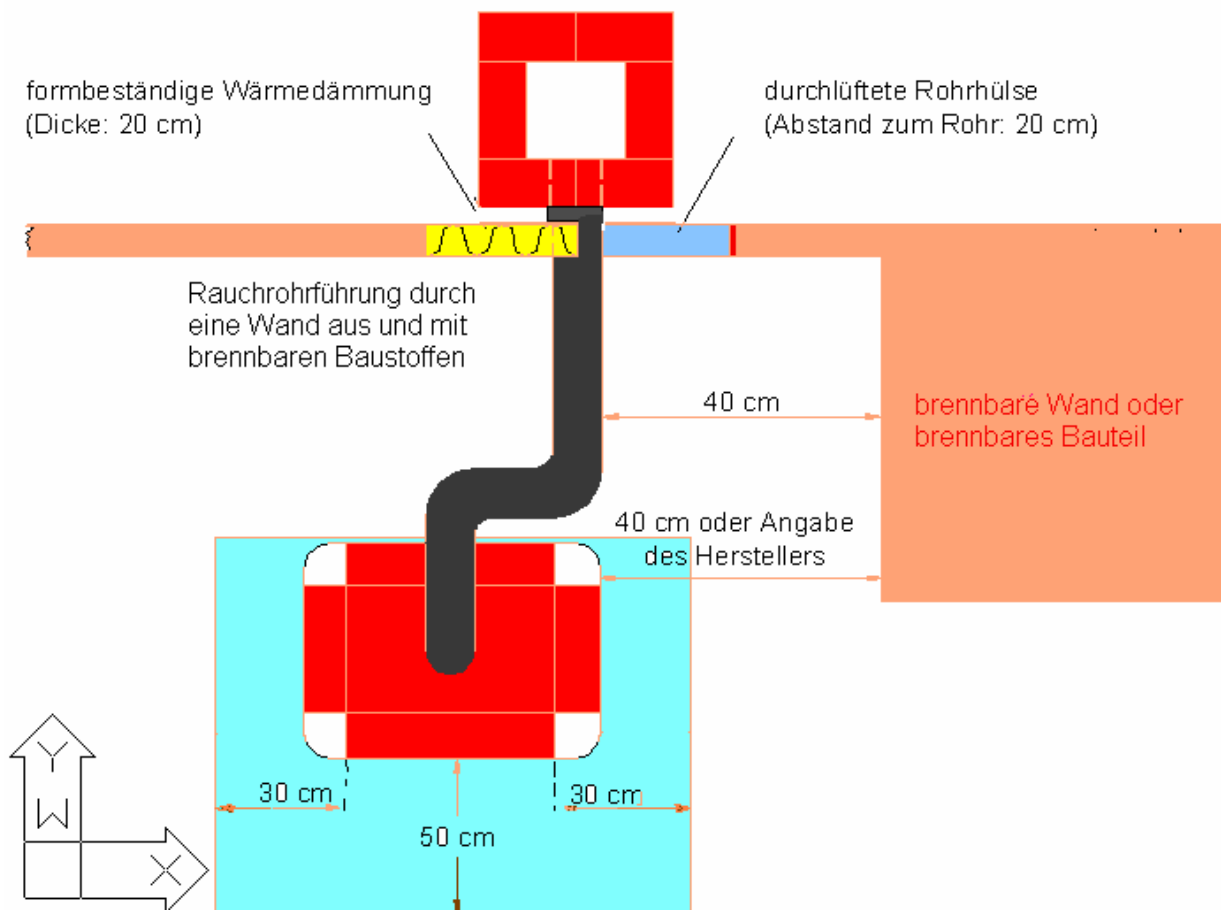 formbeständige Wärmedämmung
(Dicke: 20 cm)
durchlüftete Rohrhülse
(Abstand zum Rohr: 20 cm)
Rauchrohrführung durch
eine Wand aus und mit
brennbaren Baustoffen
40 cm
brennbaré Wand oder
brennbares Bauteil
40 cm oder Angabe
des Herstellers
30 cm
30 cm
50 cm
Y
W
X